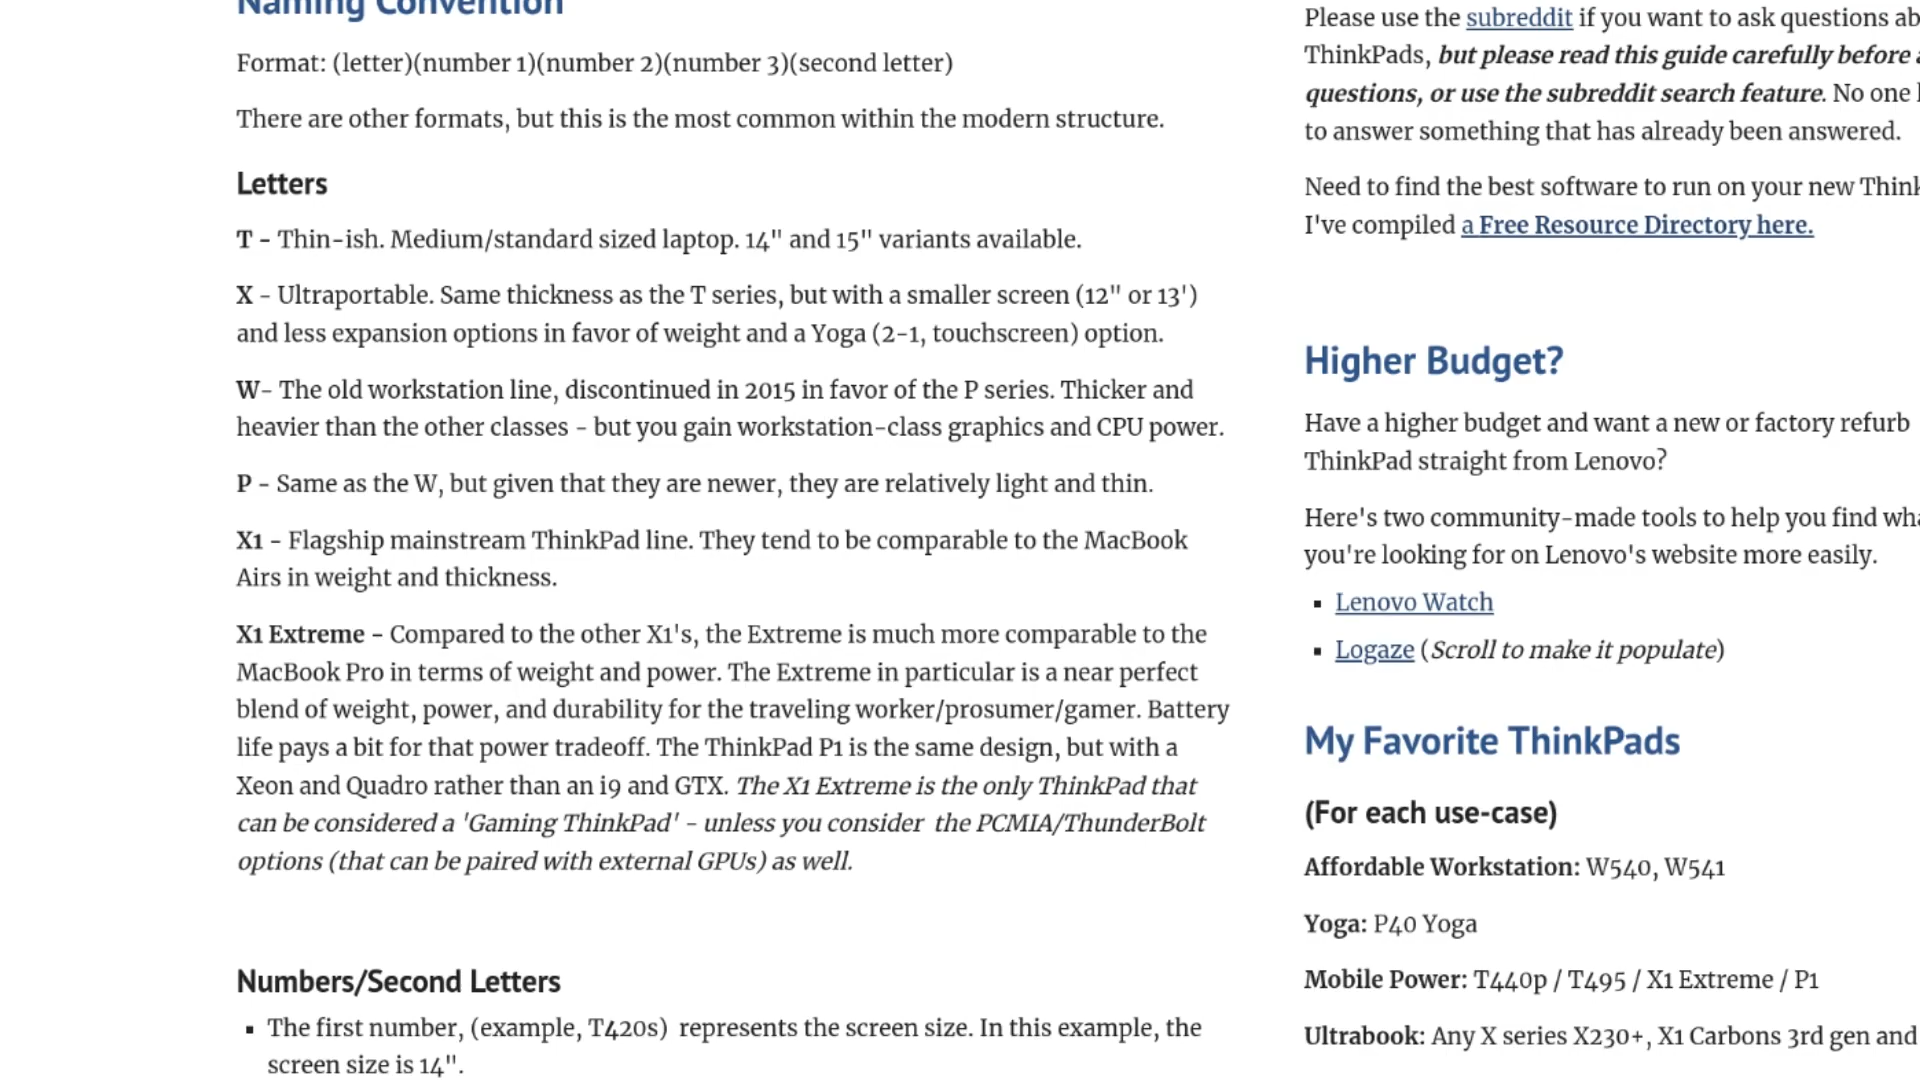 Naming Convention
Format: (letter)(number 1)(number 2)(number 3)(second letter)
There are other formats, but this is the most common within the modern structure.
Letters
T - Thin-ish. Medium/standard sized laptop. 14" and 15" variants available.
X - Ultraportable. Same thickness as the T series, but with a smaller screen (12" or 13')
and less expansion options in favor of weight and a Yoga (2-1, touchscreen) option.
W- The old workstation line, discontinued in 2015 in favor of the P series. Thicker and
heavier than the other classes - but you gain workstation-class graphics and CPU power.
P - Same as the W, but given that they are newer, they are relatively light and thin.
X1 - Flagship mainstream ThinkPad line. They tend to be comparable to the MacBook
Airs in weight and thickness.
X1 Extreme - Compared to the other X1's, the Extreme is much more comparable to the
MacBook Pro in terms of weight and power. The Extreme in particular is a near perfect
blend of weight, power, and durability for the traveling worker/prosumer/gamer. Battery
life pays a bit for that power tradeoff. The ThinkPad P1 is the same design, but with a
Xeon and Quadro rather than an i9 and GTX. The X1 Extreme is the only ThinkPad that
can be considered a 'Gaming ThinkPad' - unless you consider the PCMIA/ThunderBolt
options (that can be paired with external GPUs) as well.
Numbers/Second Letters
▪ The first number, (example, T420s) represents the screen size. In this example, the
screen size is 14".
Please use the subreddit if you want to ask questions ab
ThinkPads, but please read this guide carefully before a
questions, or use the subreddit search feature. No one l
to answer something that has already been answered.
Need to find the best software to run on your new Think
I've compiled a Free Resource Directory here.
Higher Budget?
Have a higher budget and want a new or factory refurb
ThinkPad straight from Lenovo?
Here's two community-made tools to help you find wha
you're looking for on Lenovo's website more easily.
▪ Lenovo Watch
▪ Logaze (Scroll to make it populate)
My Favorite ThinkPads
(For each use-case)
Affordable Workstation: W540, W541
Yoga: P40 Yoga
Mobile Power: T440p / T495 / X1 Extreme / P1
Ultrabook: Any X series X230+, X1 Carbons 3rd gen and